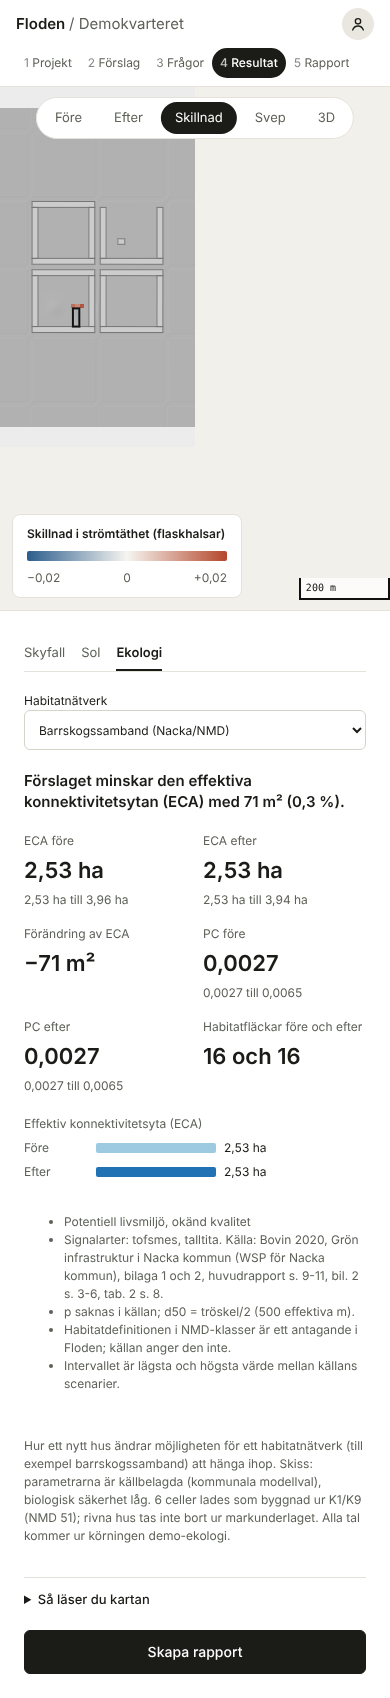 Floden / Demokvarteret
1 Projekt 2 Förslag 3 Frågor 4 Resultat 5 Rapport
Före Efter Skillnad Svep 3D
Skillnad i strömtäthet (flaskhalsar)
−0,02 0 +0,02
200 m
Skyfall Sol Ekologi
Habitatnätverk
Barrskogssamband (Nacka/NMD)
Förslaget minskar den effektiva
konnektivitetsytan (ECA) med 71 m² (0,3 %).
ECA före ECA efter
2,53 ha 2,53 ha
2,53 ha till 3,96 ha 2,53 ha till 3,94 ha
Förändring av ECA PC före
−71 m² 0,0027
0,0027 till 0,0065
PC efter Habitatfläckar före och efter
0,0027 16 och 16
0,0027 till 0,0065
Effektiv konnektivitetsyta (ECA)
Före 2,53 ha
Efter 2,53 ha
• Potentiell livsmiljö, okänd kvalitet
• Signalarter: tofsmes, talltita. Källa: Bovin 2020, Grön
infrastruktur i Nacka kommun (WSP för Nacka
kommun), bilaga 1 och 2, huvudrapport s. 9-11, bil. 2
s. 3-6, tab. 2 s. 8.
• p saknas i källan; d50 = tröskel/2 (500 effektiva m).
• Habitatdefinitionen i NMD-klasser är ett antagande i
Floden; källan anger den inte.
• Intervallet är lägsta och högsta värde mellan källans
scenarier.
Hur ett nytt hus ändrar möjligheten för ett habitatnätverk (till
exempel barrskogssamband) att hänga ihop. Skiss:
parametrarna är källbelagda (kommunala modellval),
biologisk säkerhet låg. 6 celler lades som byggnad ur K1/K9
(NMD 51); rivna hus tas inte bort ur markunderlaget. Alla tal
kommer ur körningen demo-ekologi.
Så läser du kartan
Skapa rapport